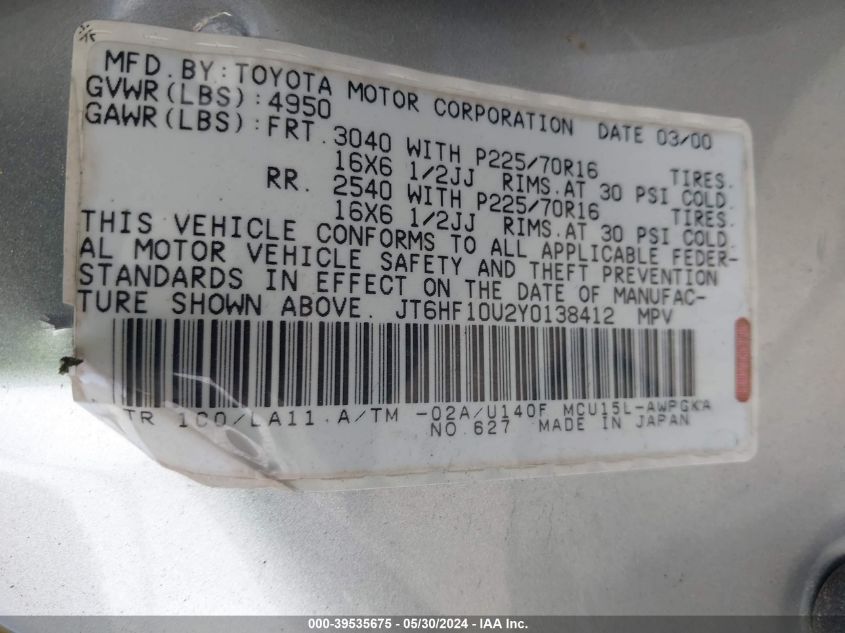 MFD.BY: TOYOTA MOTOR CORPORATION DATE 03/00
GVWR(LBS): 4950
GAWR(LBS): FRT. 3040 WITH P225/70R16 TIRES.
16X6 1/2JJ RIMS.AT 30 PSI COLD.
RR. 2540 WITH P225/70R16 TIRES.
16X6 1/2JJ RIMS.AT 30 PSI COLD.
THIS VEHICLE CONFORMS TO ALL APPLICABLE FEDER-
AL MOTOR VEHICLE SAFETY AND THEFT PREVENTION
STANDARDS IN EFFECT ON THE DATE OF MANUFAC-
TURE SHOWN ABOVE. JT6HF10U2Y0138412 MPV
TR 1C0/LA11 A/TM -02A/U140F MCU15L-AWPGKA
NO.627 MADE IN JAPAN
000-39535675 - 05/30/2024 - IAA Inc.